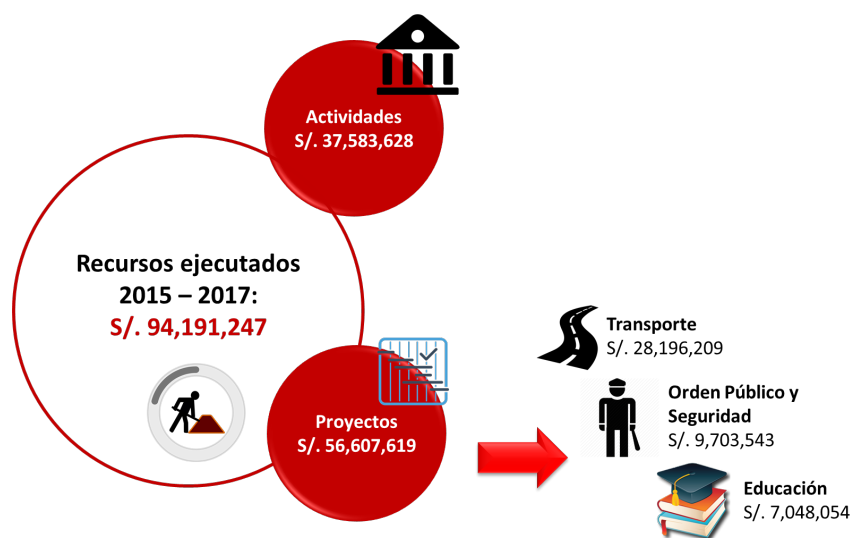 Actividades
S/. 37,583,628
Recursos ejecutados
2015 – 2017:
S/. 94,191,247
Proyectos
S/. 56,607,619
Transporte
S/. 28,196,209
Orden Público y
Seguridad
S/. 9,703,543
Educación
S/. 7,048,054